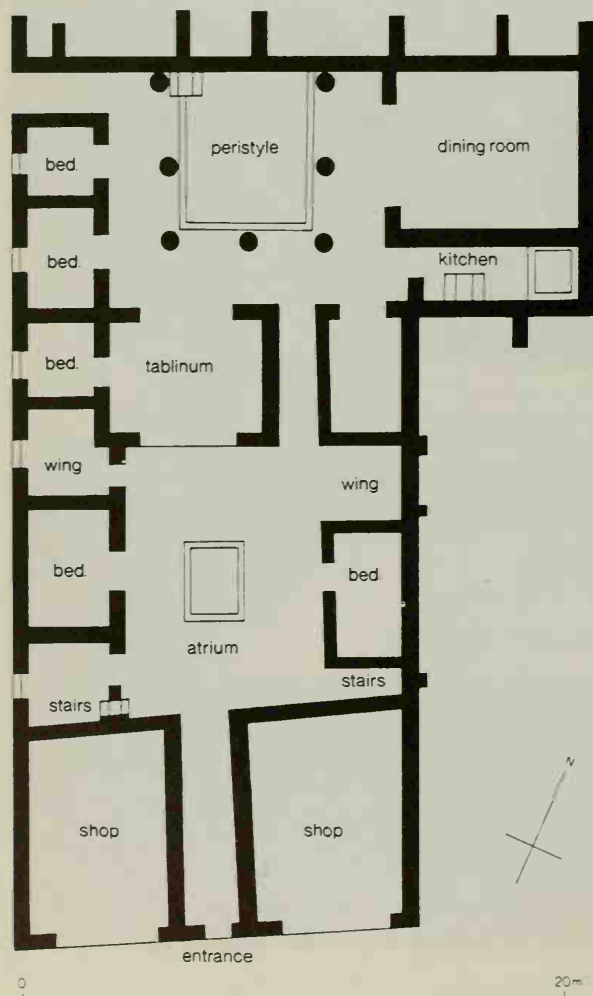 peristyle
dining room
bed.
kitchen
bed.
bed.
tablinum
wing
wing
bed.
bed
atrium
stairs
stairs
shop
shop
N
entrance
0
20m